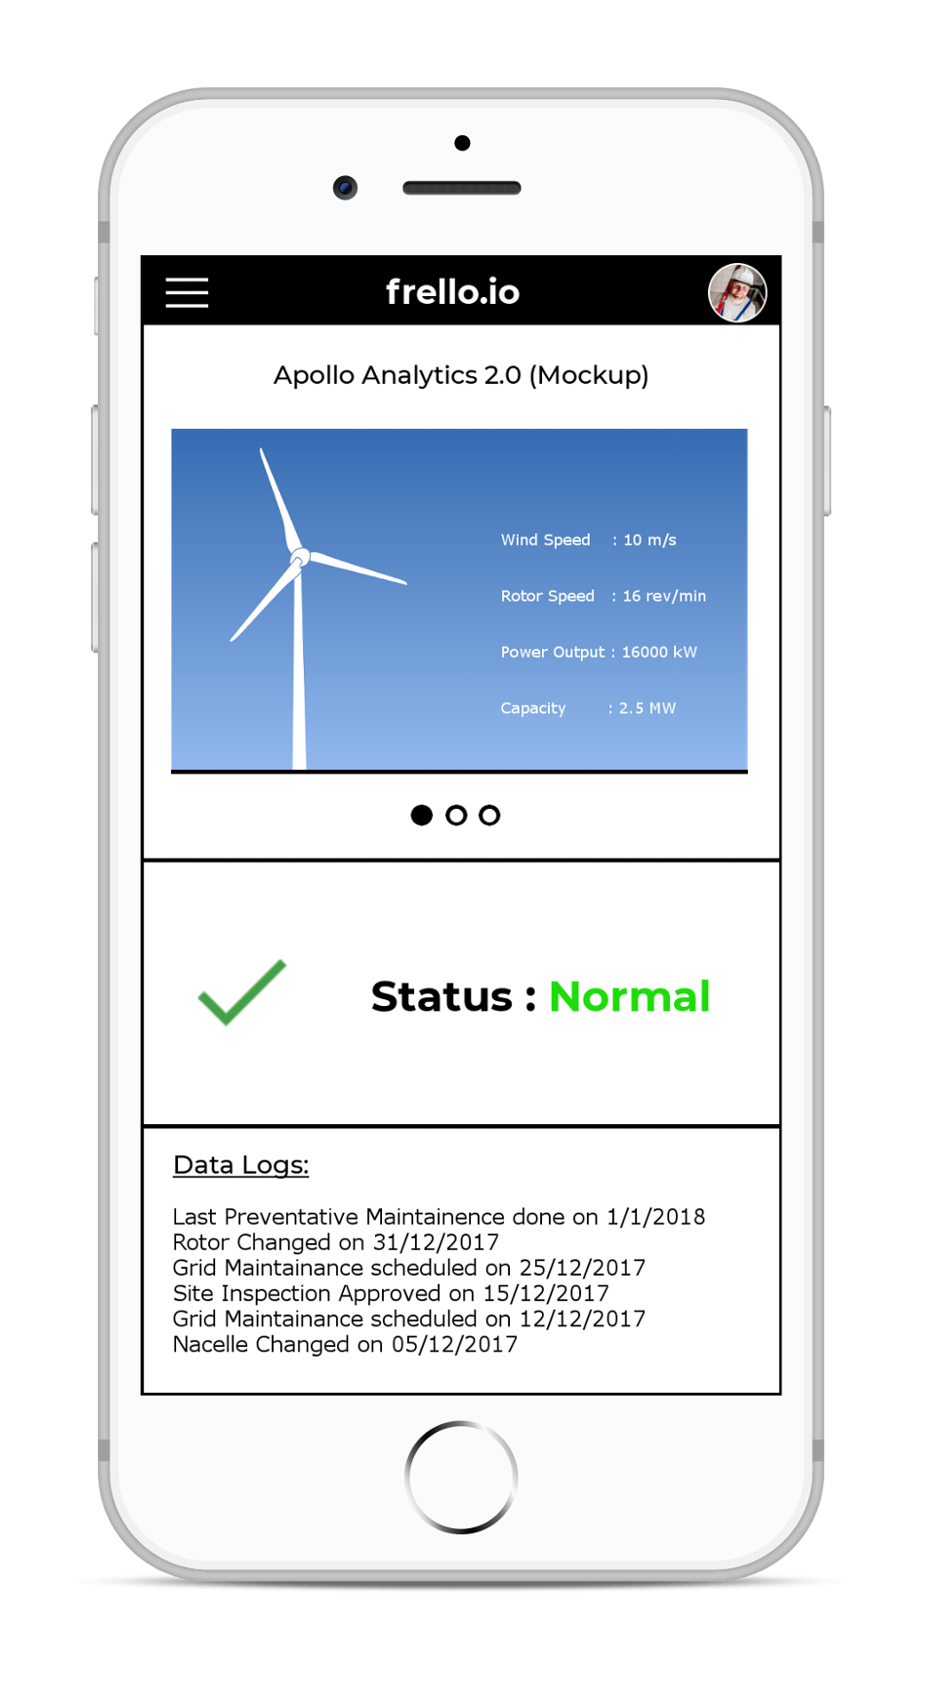 frello.io
Apollo Analytics 2.0 (Mockup)
Wind Speed : 10 m/s
Rotor Speed : 16 rev/min
Power Output : 16000 kW
Capacity : 2.5 MW
Status : Normal
Data Logs:
Last Preventative Maintainence done on 1/1/2018
Rotor Changed on 31/12/2017
Grid Maintainance scheduled on 25/12/2017
Site Inspection Approved on 15/12/2017
Grid Maintainance scheduled on 12/12/2017
Nacelle Changed on 05/12/2017